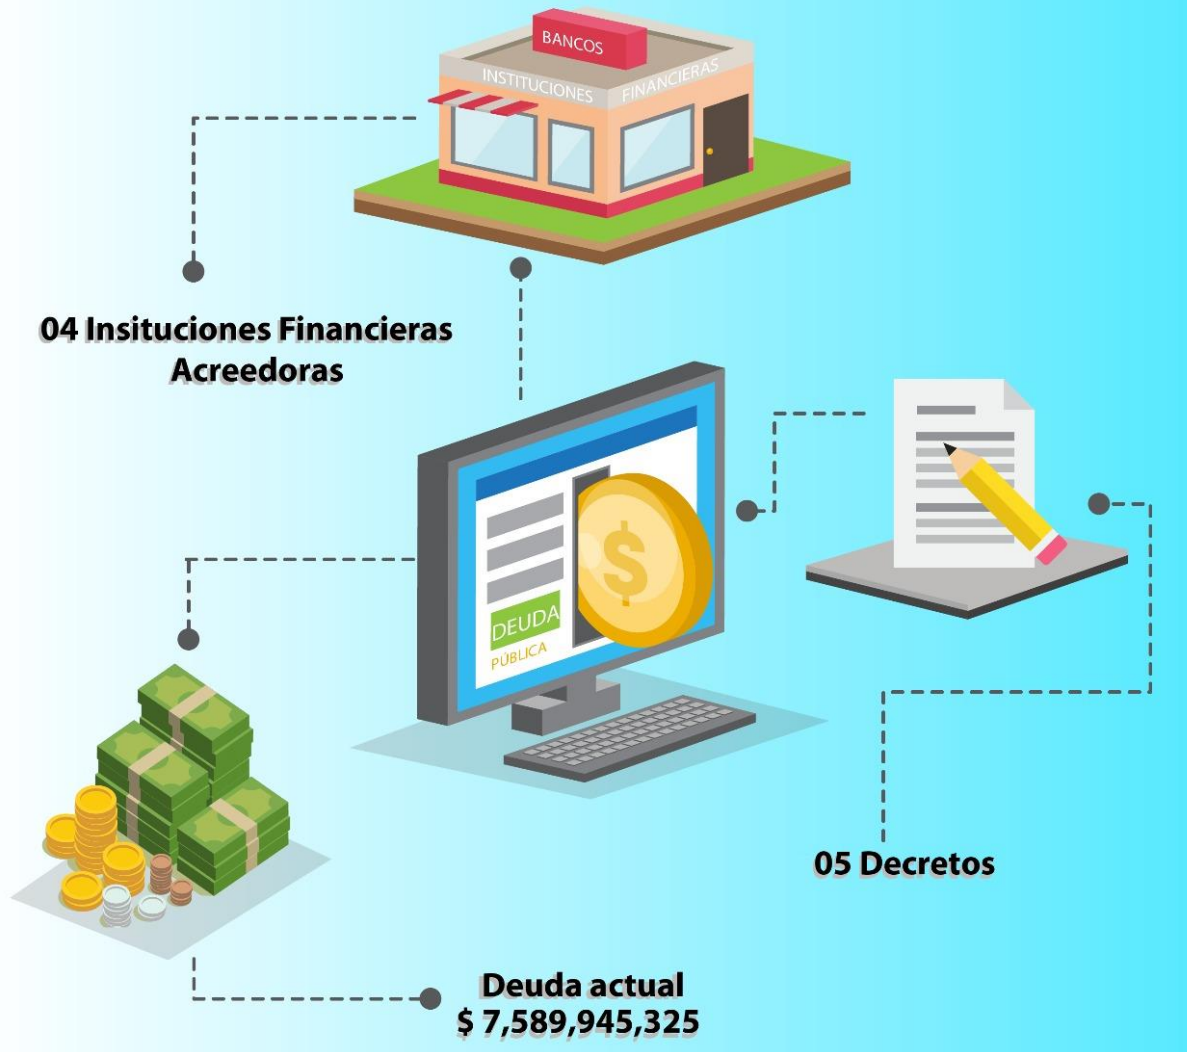 BANCOS
INSTITUCIONES FINANCIERAS
04 Insituciones Financieras
Acreedoras
DEUDA
PÚBLICA
05 Decretos
Deuda actual
$ 7,589,945,325